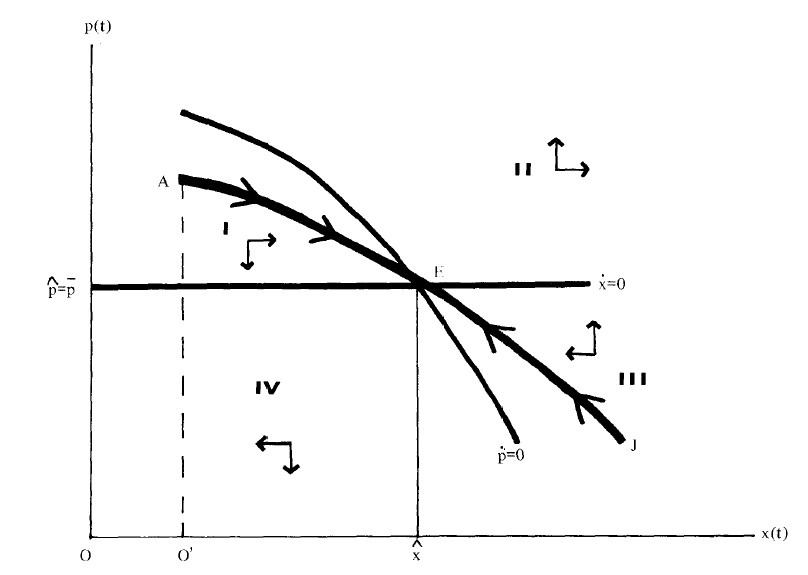 p(t)
A
II
I
E
p̂=p̄
ẋ=0
III
IV
J
ṗ=0
O
O'
x̂
x(t)